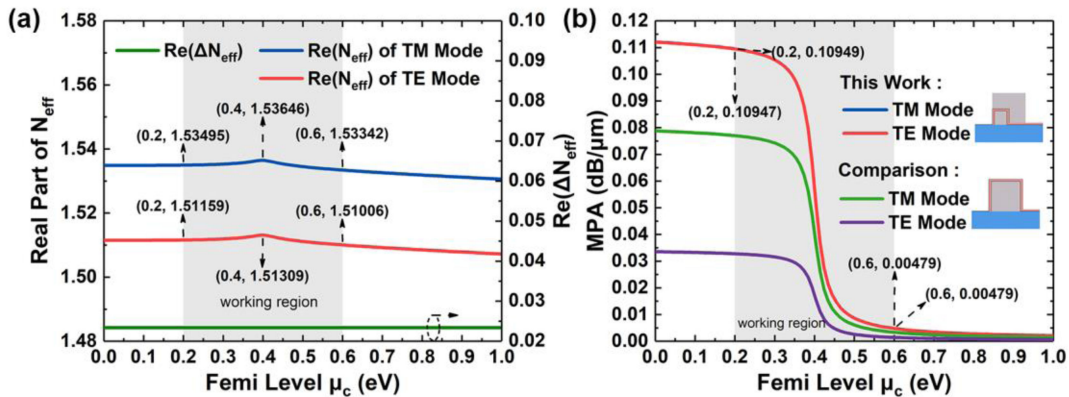 (a)
1.58
1.56
1.54
1.52
1.50
1.48
Real Part of N_eff
Re(ΔN_eff)
Re(N_eff) of TM Mode
Re(N_eff) of TE Mode
(0.4, 1.53646)
(0.2, 1.53495)
(0.6, 1.53342)
(0.2, 1.51159)
(0.6, 1.51006)
(0.4, 1.51309)
working region
0.10
0.09
0.08
0.07
0.06
0.05
0.04
0.03
0.02
Re(ΔN_eff)
0.0 0.1 0.2 0.3 0.4 0.5 0.6 0.7 0.8 0.9 1.0
Femi Level μ_c (eV)
(b)
0.12
0.11
0.10
0.09
0.08
0.07
0.06
0.05
0.04
0.03
0.02
0.01
0.00
MPA (dB/μm)
(0.2, 0.10949)
(0.2, 0.10947)
This Work :
TM Mode
TE Mode
Comparison :
TM Mode
TE Mode
(0.6, 0.00479)
(0.6, 0.00479)
working region
0.0 0.1 0.2 0.3 0.4 0.5 0.6 0.7 0.8 0.9 1.0
Femi Level μ_c (eV)